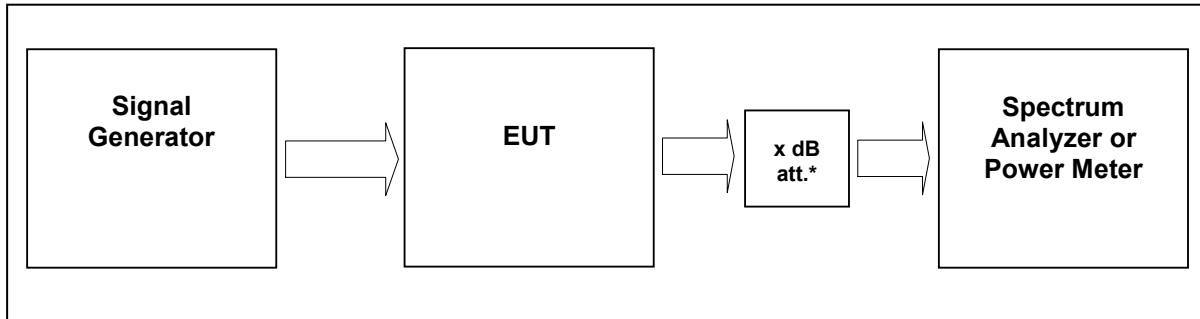 Signal
Generator
EUT
x dB
att.*
Spectrum
Analyzer or
Power Meter